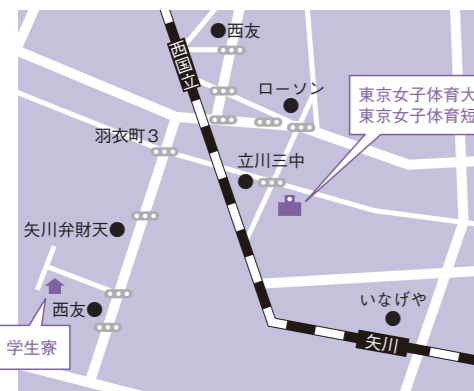 西友
西国立
ローソン
東京女子体育大
東京女子体育短
羽衣町3
立川三中
矢川弁財天
西友
いなげや
矢川
学生寮